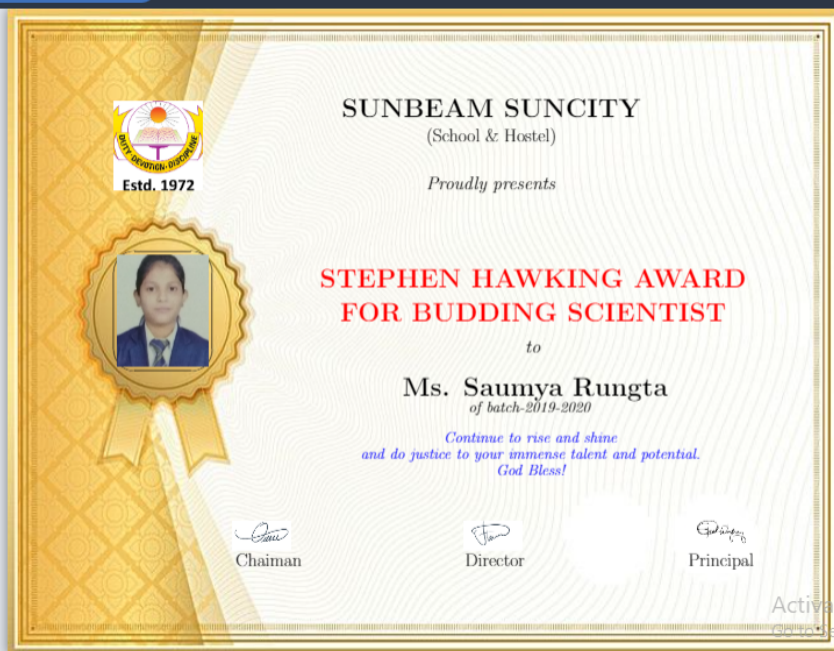 SUNBEAM SUNCITY
(School & Hostel)
Proudly presents
DUTY-DEVOTION-DISCIPLINE
Estd. 1972
STEPHEN HAWKING AWARD
FOR BUDDING SCIENTIST
to
Ms. Saumya Rungta
of batch-2019-2020
Continue to rise and shine
and do justice to your immense talent and potential.
God Bless!
Chaiman
Director
Principal